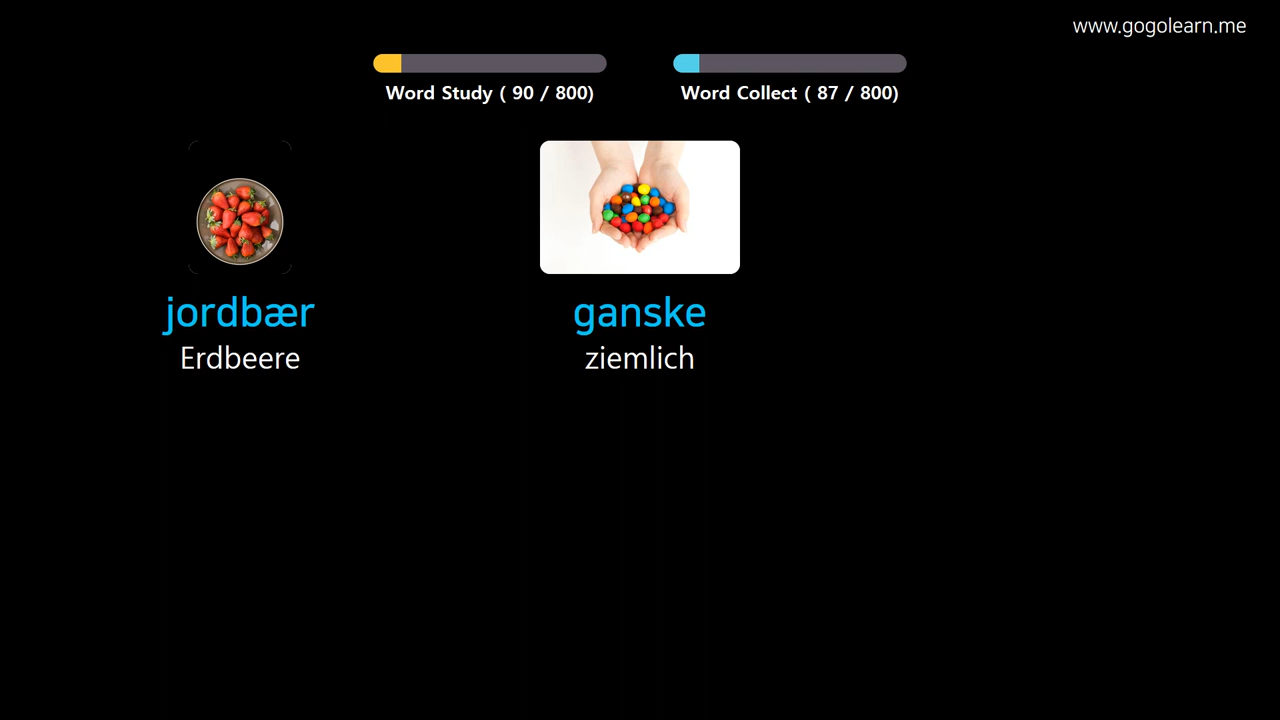 www.gogolearn.me
Word Study ( 90 / 800)
Word Collect ( 87 / 800)
jordbær
Erdbeere
ganske
ziemlich